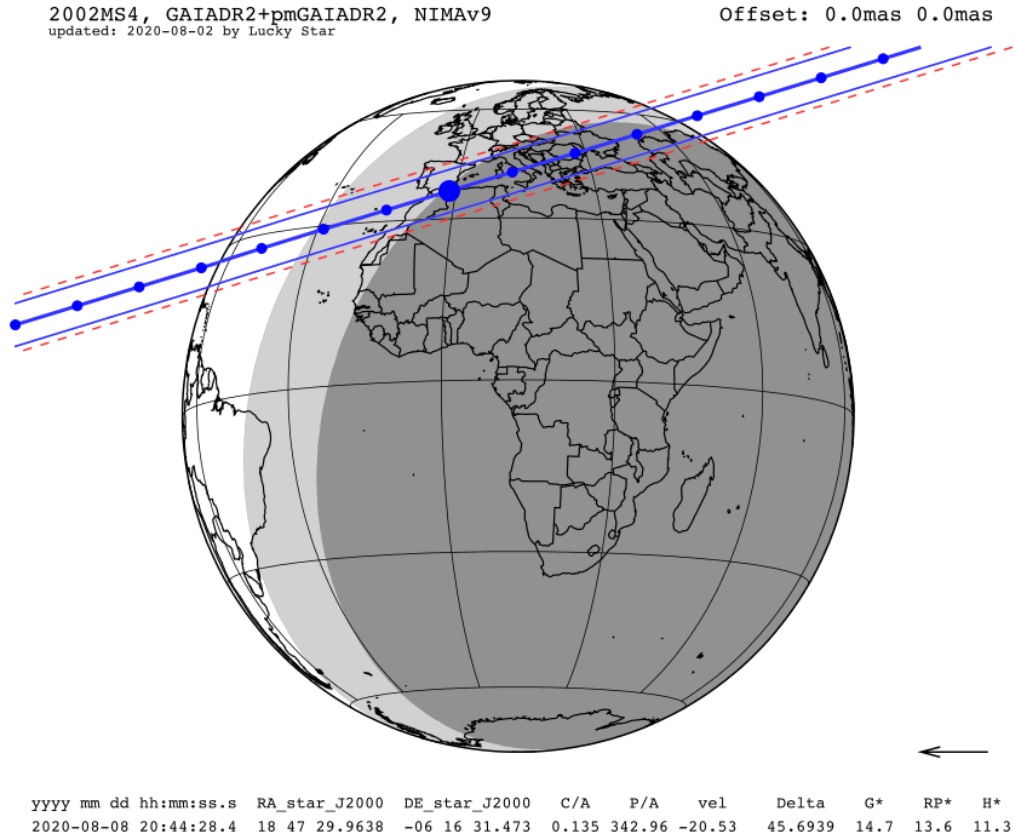 2002MS4, GAIADR2+pmGAIADR2, NIMAv9 Offset: 0.0mas 0.0mas
updated: 2020-08-02 by Lucky Star
yyyy mm dd hh:mm:ss.s RA_star_J2000 DE_star_J2000 C/A P/A vel Delta G* RP* H*
2020-08-08 20:44:28.4 18 47 29.9638 -06 16 31.473 0.135 342.96 -20.53 45.6939 14.7 13.6 11.3